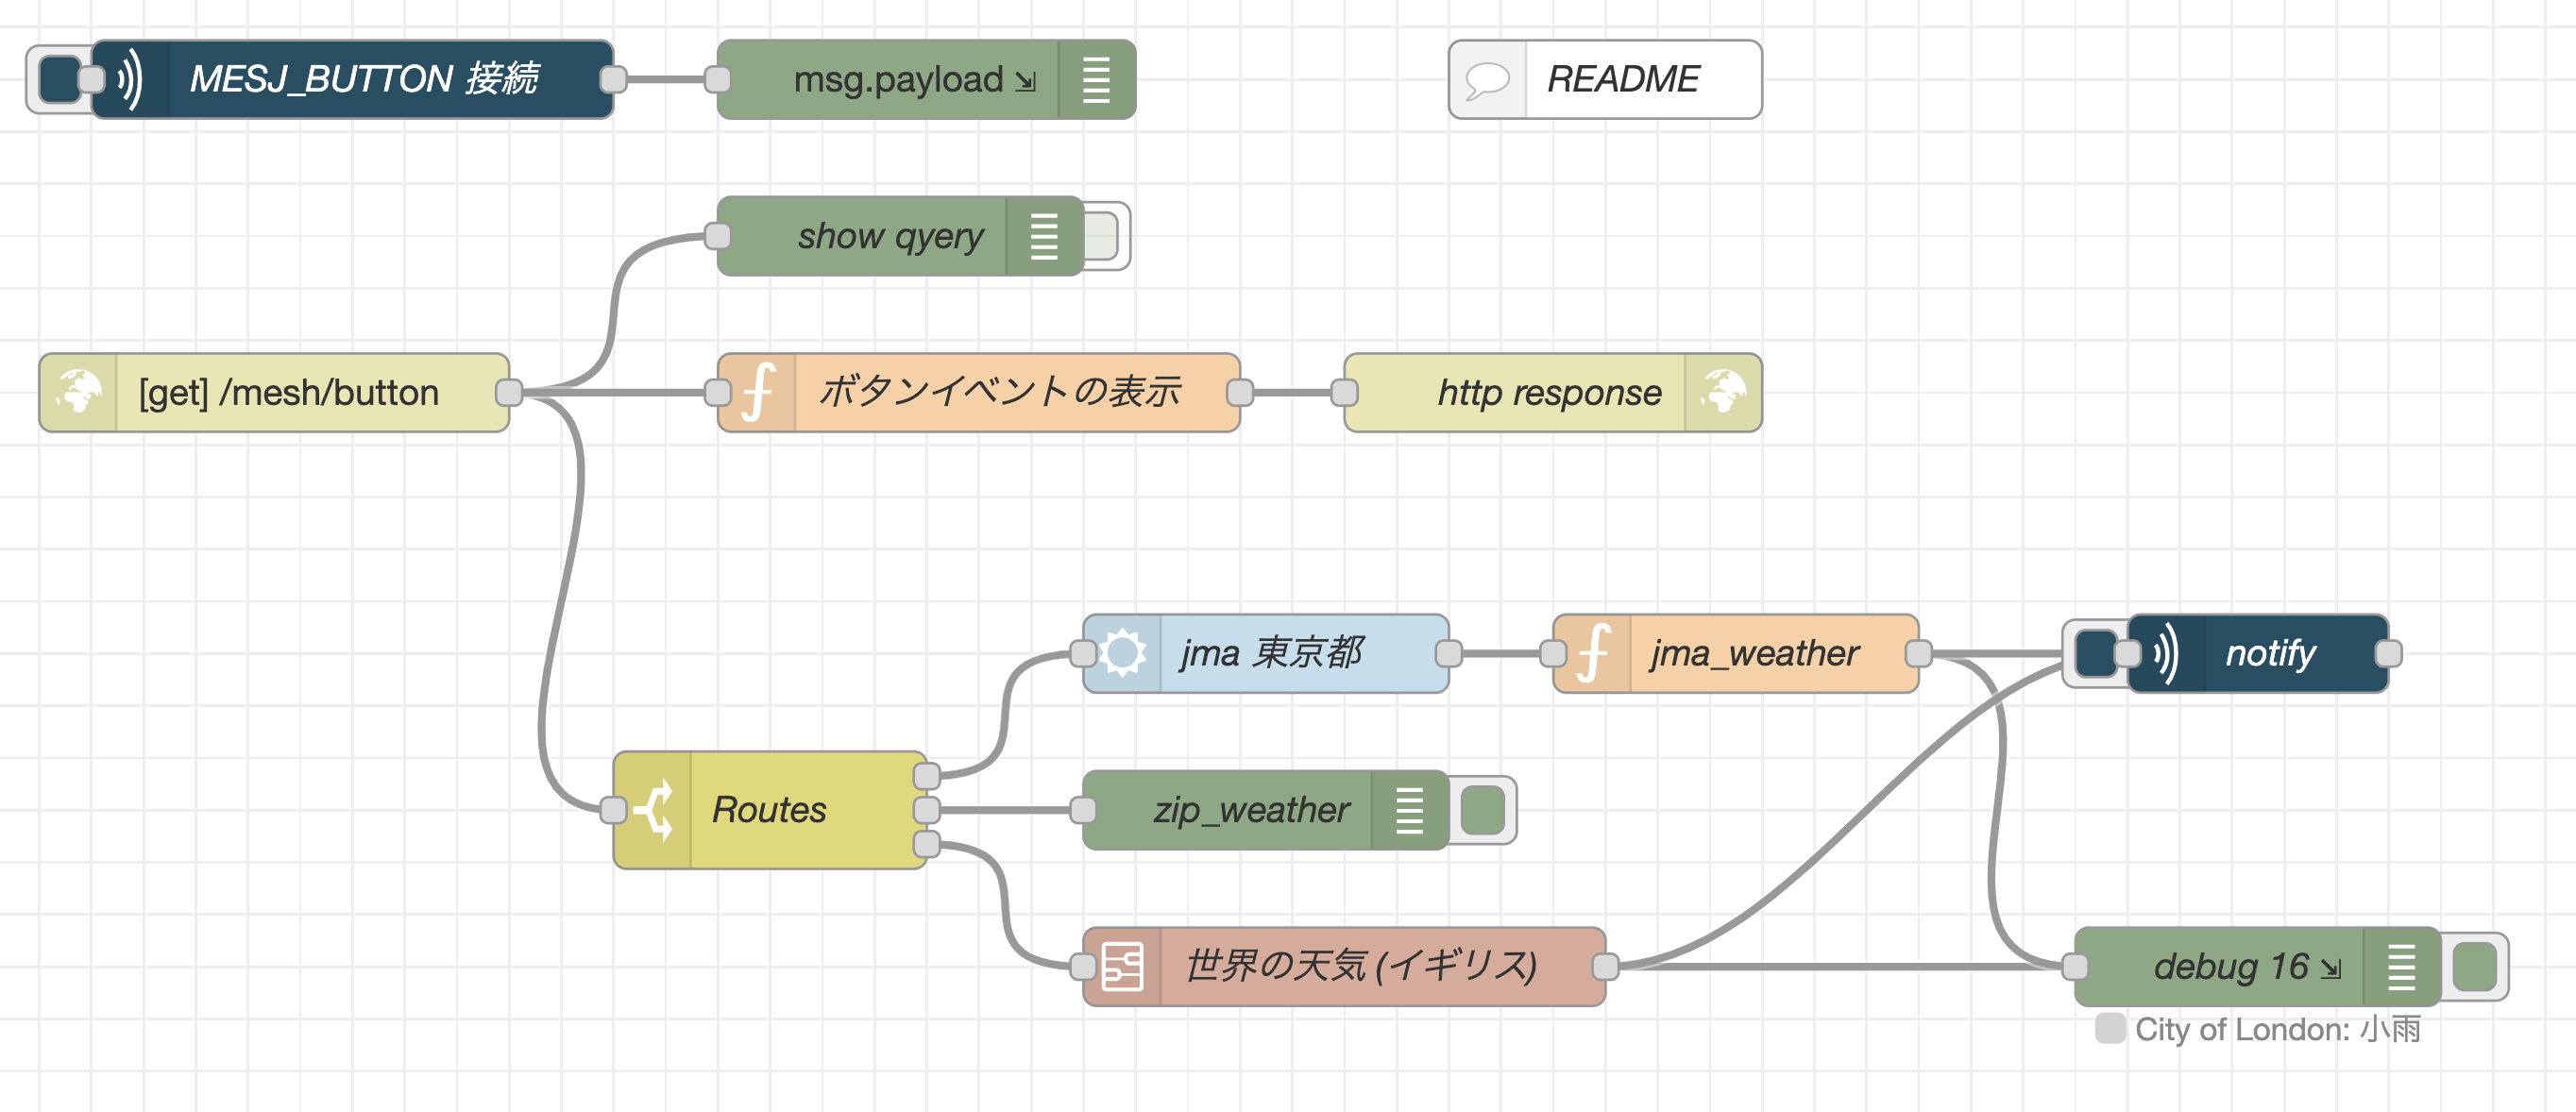 MESJ_BUTTON 接続
msg.payload
README
show qyery
[get] /mesh/button
ボタンイベントの表示
http response
jma 東京都
jma_weather
notify
Routes
zip_weather
世界の天気 (イギリス)
debug 16
City of London: 小雨